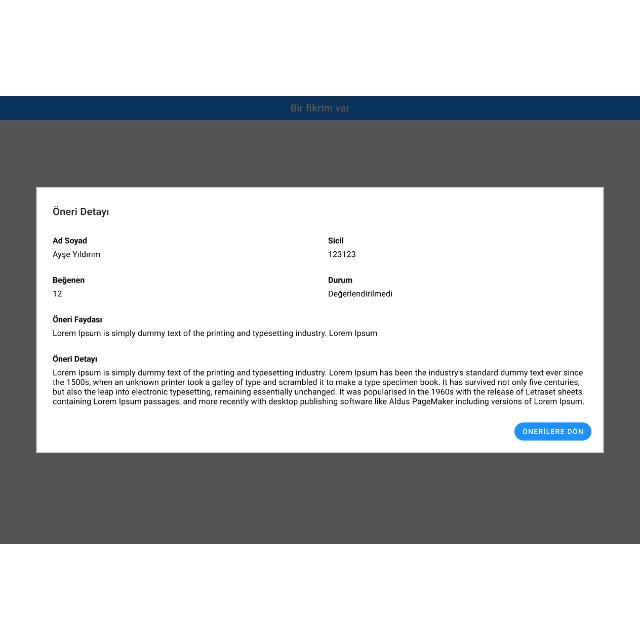 Bir fikrim var
Öneri Detayı
Ad Soyad
Sicil
Ayşe Yıldırım
123123
Beğenen
Durum
12
Değerlendirilmedi
Öneri Faydası
Lorem Ipsum is simply dummy text of the printing and typesetting industry. Lorem Ipsum
Öneri Detayı
Lorem Ipsum is simply dummy text of the printing and typesetting industry. Lorem Ipsum has been the industry's standard dummy text ever since
the 1500s, when an unknown printer took a galley of type and scrambled it to make a type specimen book. It has survived not only five centuries,
but also the leap into electronic typesetting, remaining essentially unchanged. It was popularised in the 1960s with the release of Letraset sheets
containing Lorem Ipsum passages, and more recently with desktop publishing software like Aldus PageMaker including versions of Lorem Ipsum.
ÖNERİLERE DÖN